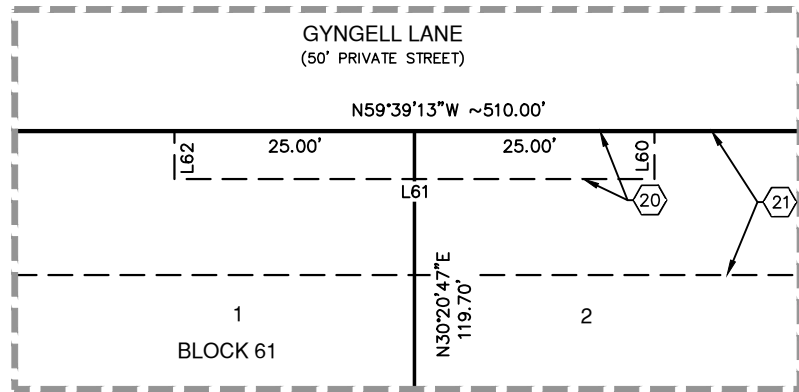 GYNGELL LANE
(50' PRIVATE STREET)
N59°39'13"W ~510.00'
L62
25.00'
25.00'
L60
L61
20
21
N30°20'47"E
119.70'
1
2
BLOCK 61